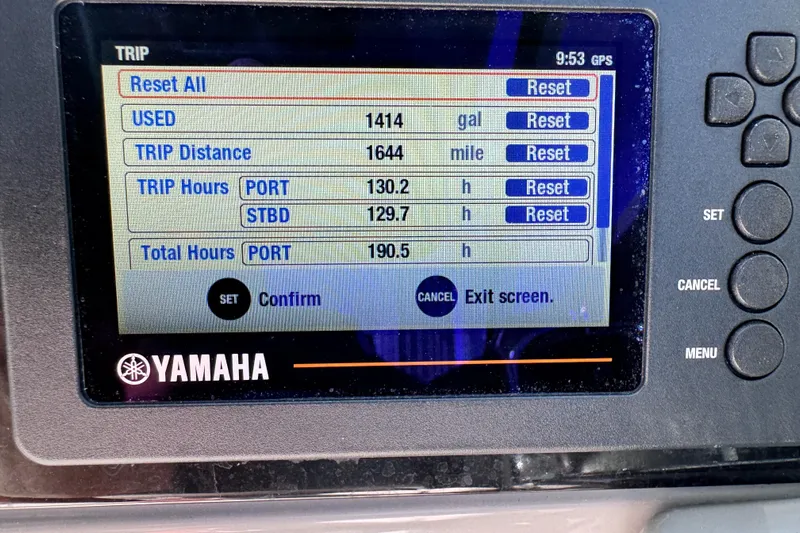 TRIP 9:53 GPS
Reset All Reset
USED 1414 gal Reset
TRIP Distance 1644 mile Reset
TRIP Hours PORT 130.2 h Reset
STBD 129.7 h Reset
Total Hours PORT 190.5 h
SET Confirm CANCEL Exit screen.
YAMAHA
SET
CANCEL
MENU